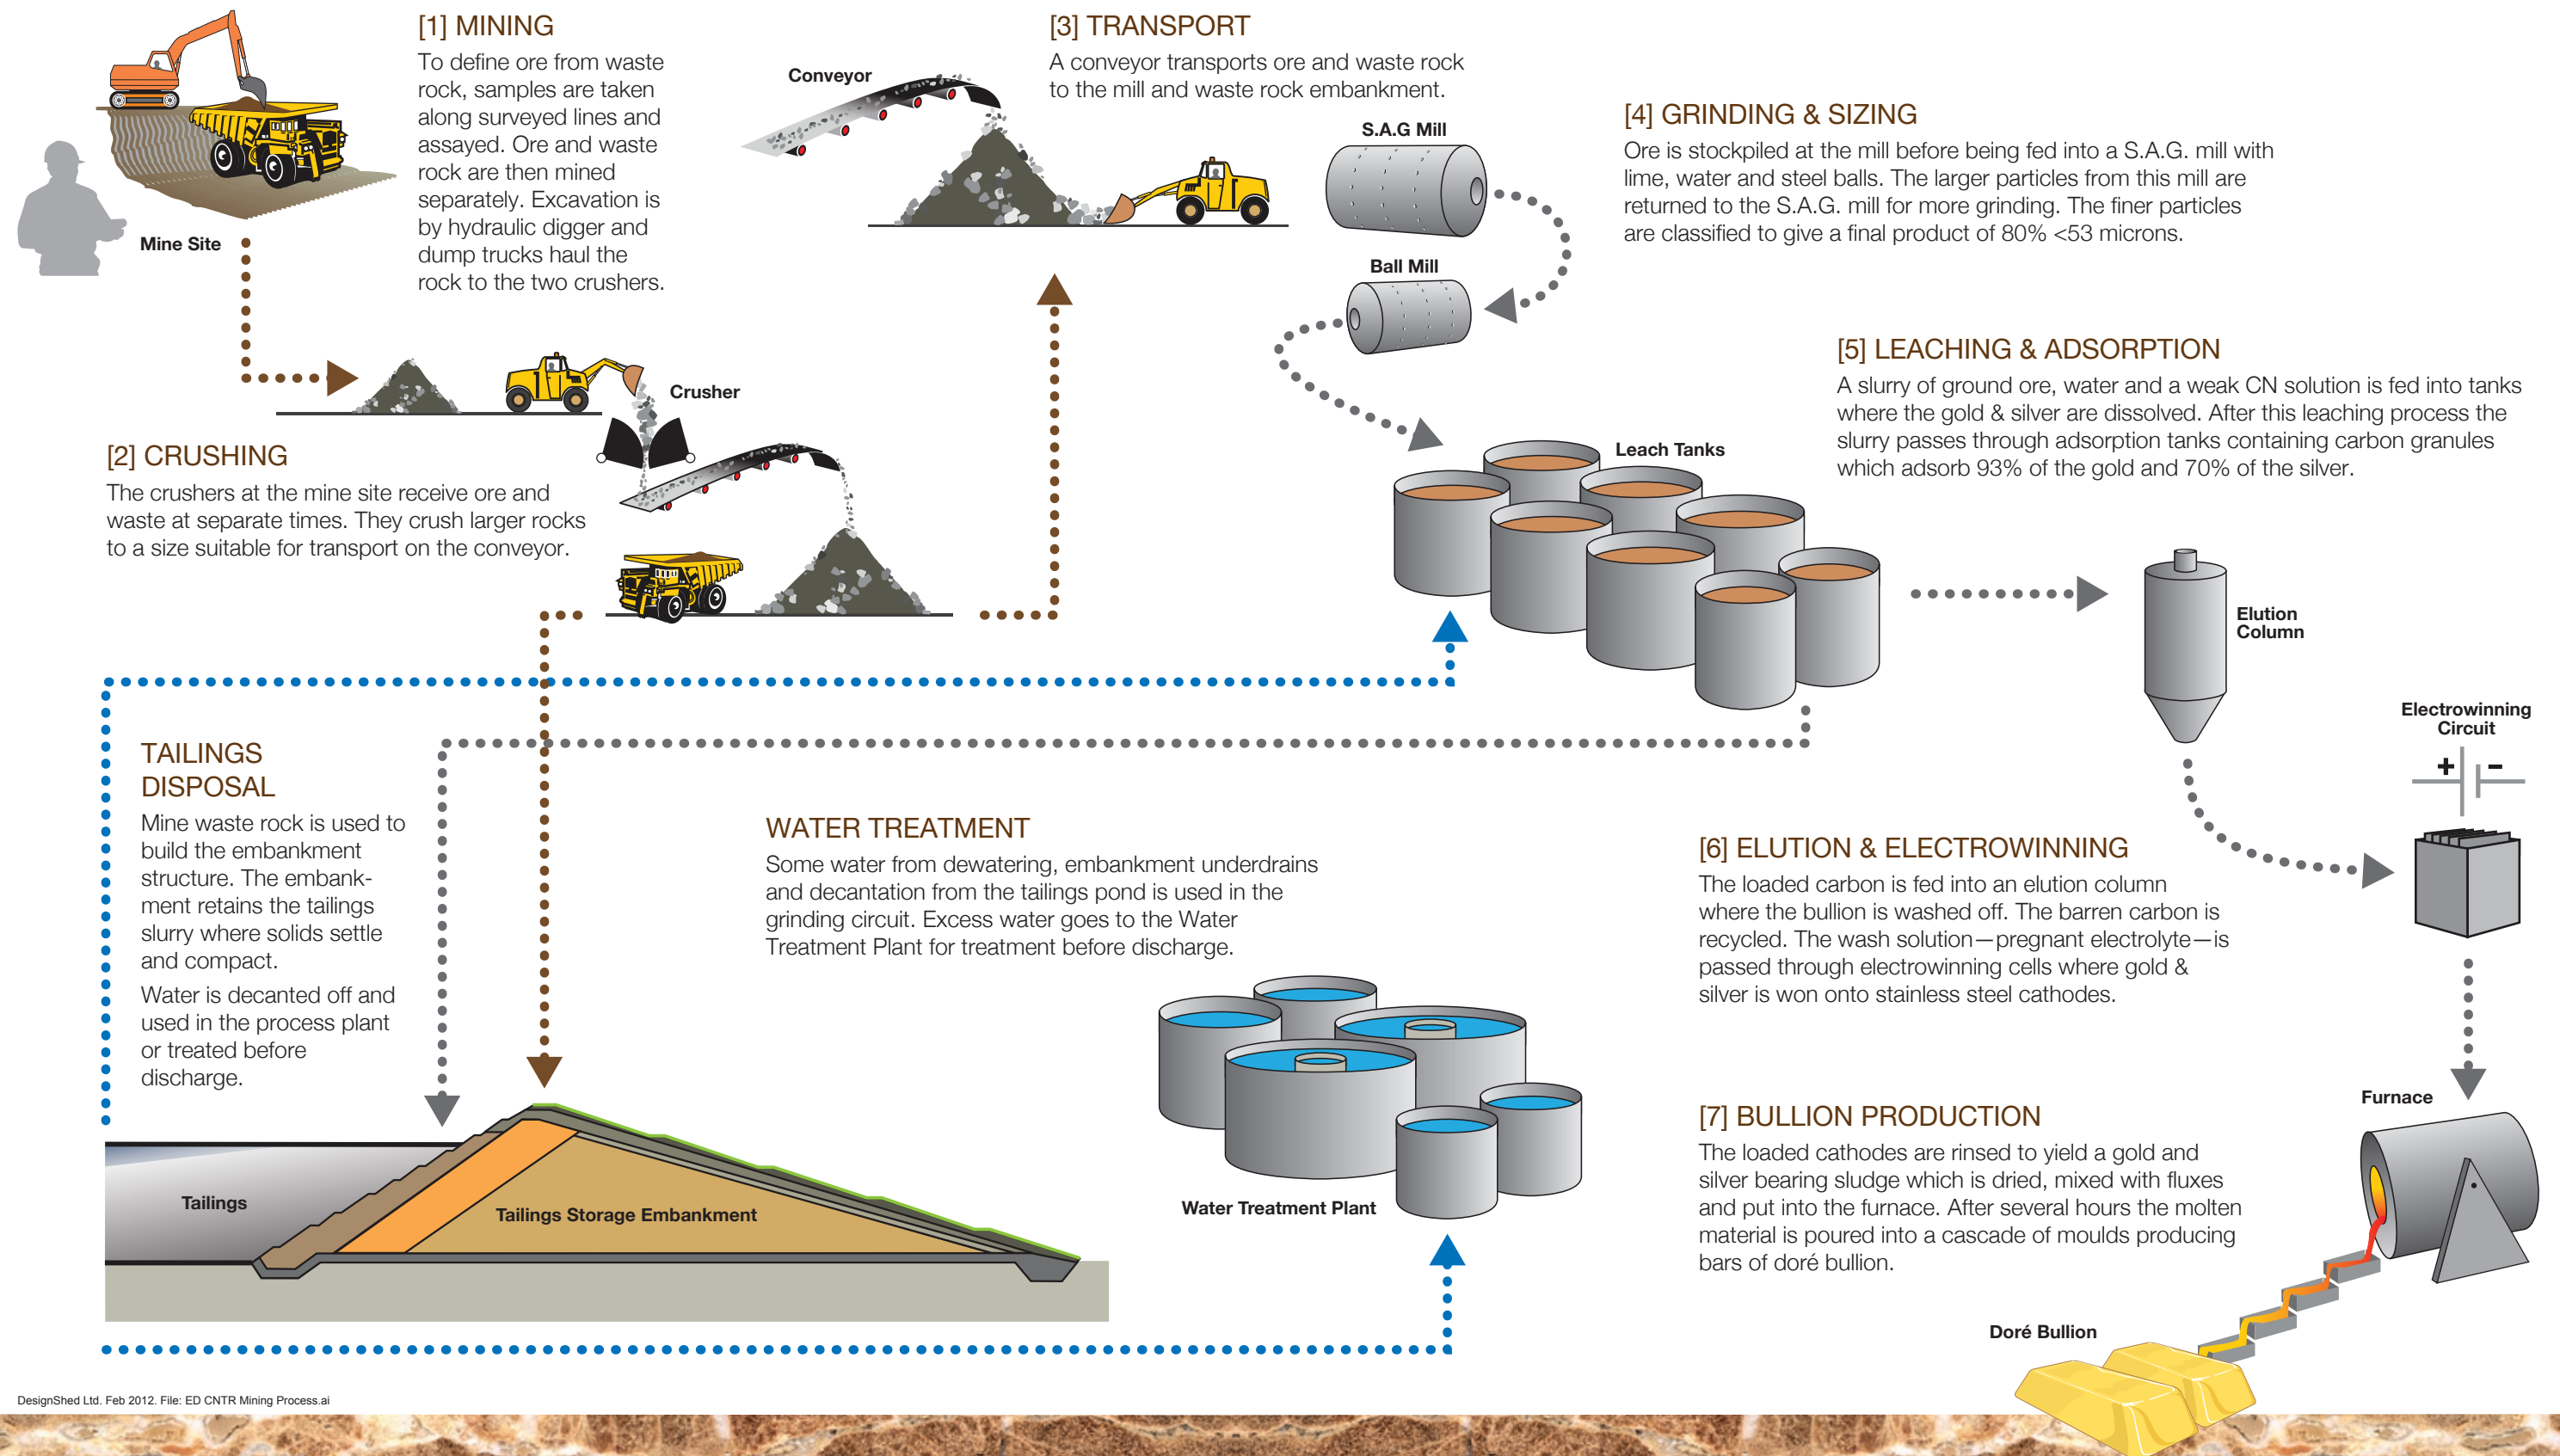 [1] MINING
To define ore from waste
rock, samples are taken
along surveyed lines and
assayed. Ore and waste
rock are then mined
separately. Excavation is
by hydraulic digger and
dump trucks haul the
rock to the two crushers.
Mine Site
Conveyor
[3] TRANSPORT
A conveyor transports ore and waste rock
to the mill and waste rock embankment.
S.A.G Mill
Ball Mill
[4] GRINDING & SIZING
Ore is stockpiled at the mill before being fed into a S.A.G. mill with
lime, water and steel balls. The larger particles from this mill are
returned to the S.A.G. mill for more grinding. The finer particles
are classified to give a final product of 80% <53 microns.
Crusher
[2] CRUSHING
The crushers at the mine site receive ore and
waste at separate times. They crush larger rocks
to a size suitable for transport on the conveyor.
[5] LEACHING & ADSORPTION
A slurry of ground ore, water and a weak CN solution is fed into tanks
where the gold & silver are dissolved. After this leaching process the
slurry passes through adsorption tanks containing carbon granules
which adsorb 93% of the gold and 70% of the silver.
Leach Tanks
Elution
Column
Electrowinning
Circuit
+ –
TAILINGS
DISPOSAL
Mine waste rock is used to
build the embankment
structure. The embank-
ment retains the tailings
slurry where solids settle
and compact.
Water is decanted off and
used in the process plant
or treated before
discharge.
WATER TREATMENT
Some water from dewatering, embankment underdrains
and decantation from the tailings pond is used in the
grinding circuit. Excess water goes to the Water
Treatment Plant for treatment before discharge.
[6] ELUTION & ELECTROWINNING
The loaded carbon is fed into an elution column
where the bullion is washed off. The barren carbon is
recycled. The wash solution—pregnant electrolyte—is
passed through electrowinning cells where gold &
silver is won onto stainless steel cathodes.
Tailings
Tailings Storage Embankment
Water Treatment Plant
[7] BULLION PRODUCTION
The loaded cathodes are rinsed to yield a gold and
silver bearing sludge which is dried, mixed with fluxes
and put into the furnace. After several hours the molten
material is poured into a cascade of moulds producing
bars of doré bullion.
Furnace
Doré Bullion
DesignShed Ltd. Feb 2012. File: ED CNTR Mining Process.ai